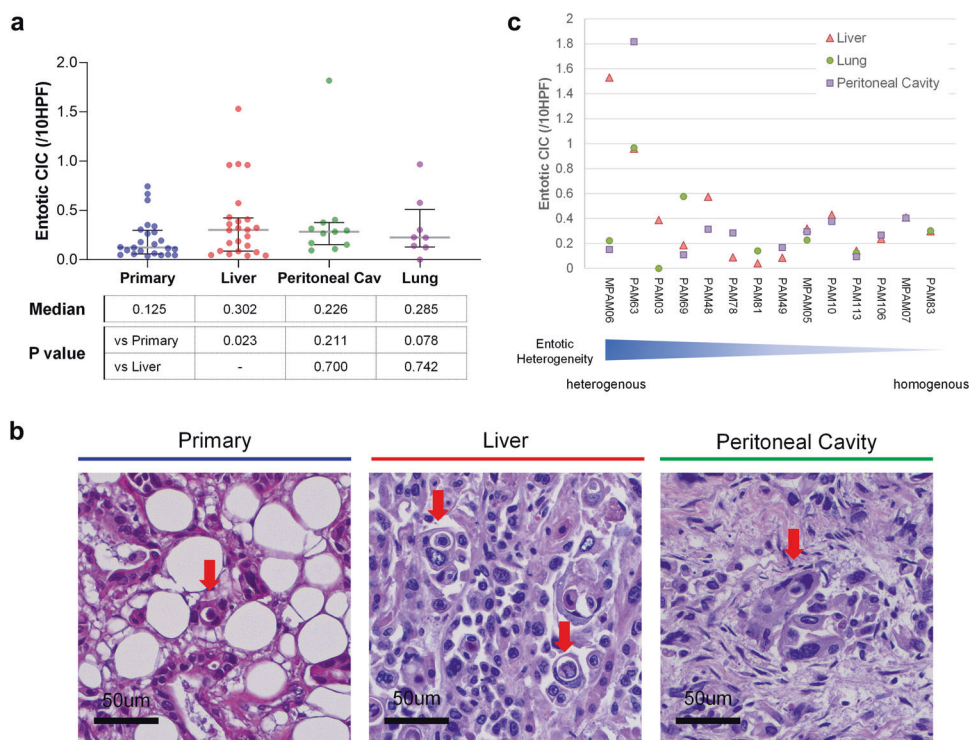 a
Entotic CIC (/10HPF)
2.0
1.5
1.0
0.5
0.0
Primary
Liver
Peritoneal Cav
Lung
Median
0.125
0.302
0.226
0.285
P value
vs Primary
0.023
0.211
0.078
vs Liver
-
0.700
0.742
c
Entotic CIC (/10HPF)
2
1.8
1.6
1.4
1.2
1
0.8
0.6
0.4
0.2
0
Liver
Lung
Peritoneal Cavity
MPAM06
PAM63
PAM03
PAM69
PAM48
PAM78
PAM81
PAM49
MPAM05
PAM10
PAM113
PAM106
MPAM07
PAM83
Entotic
Heterogeneity
heterogenous
homogenous
b
Primary
Liver
Peritoneal Cavity
50um
50um
50um